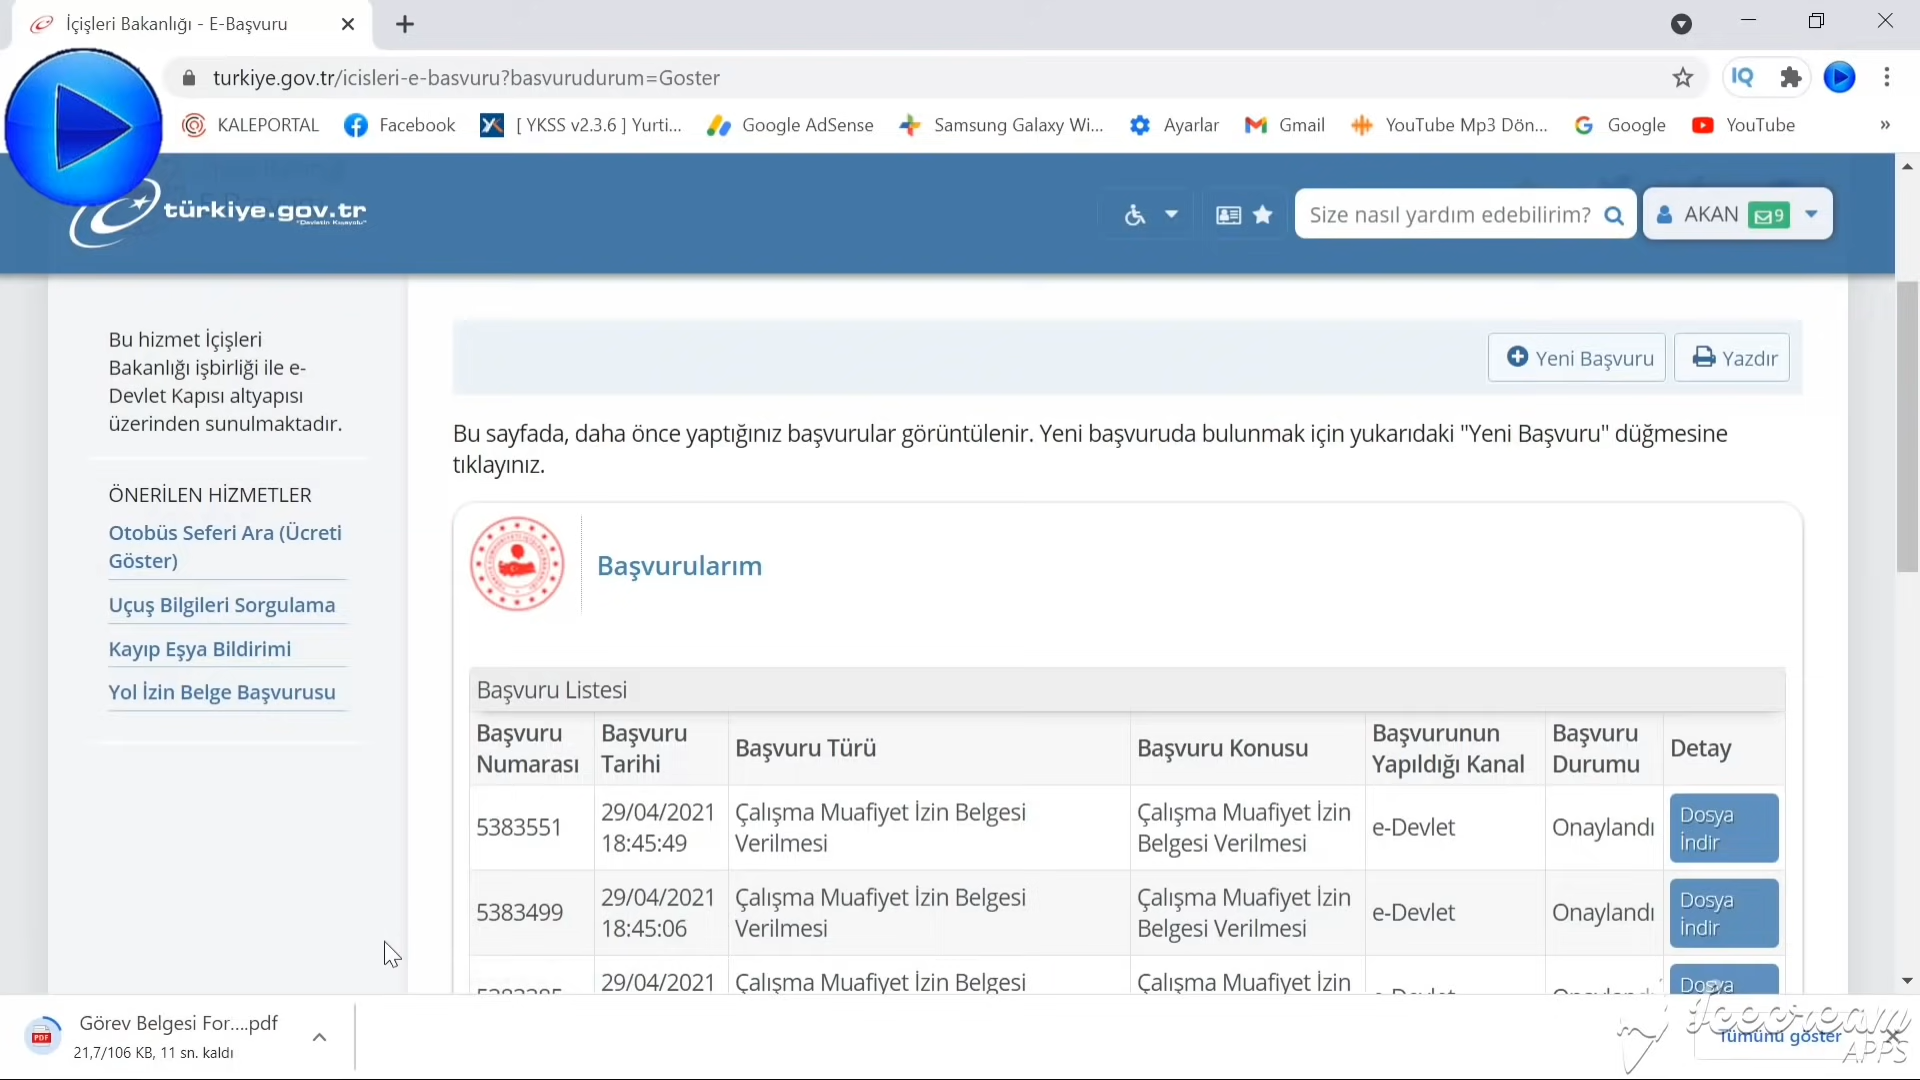 İçişleri Bakanlığı - E-Başvuru
turkiye.gov.tr/icisleri-e-basvuru?basvurudurum=Goster
IQ
KALEPORTAL
Facebook
[ YKSS v2.3.6 ] Yurti...
Google AdSense
Samsung Galaxy Wi...
Ayarlar
Gmail
YouTube Mp3 Dön...
Google
YouTube
»
türkiye.gov.tr
"Devletin Kısayolu"
Size nasıl yardım edebilirim?
AKAN
9
Bu hizmet İçişleri
Bakanlığı işbirliği ile e-
Devlet Kapısı altyapısı
üzerinden sunulmaktadır.
ÖNERİLEN HİZMETLER
Otobüs Seferi Ara (Ücreti
Göster)
Uçuş Bilgileri Sorgulama
Kayıp Eşya Bildirimi
Yol İzin Belge Başvurusu
Yeni Başvuru
Yazdır
Bu sayfada, daha önce yaptığınız başvurular görüntülenir. Yeni başvuruda bulunmak için yukarıdaki "Yeni Başvuru" düğmesine
tıklayınız.
Başvurularım
Başvuru Listesi
Başvuru Numarası
Başvuru Tarihi
Başvuru Türü
Başvuru Konusu
Başvurunun Yapıldığı Kanal
Başvuru Durumu
Detay
5383551
29/04/2021 18:45:49
Çalışma Muafiyet İzin Belgesi Verilmesi
Çalışma Muafiyet İzin Belgesi Verilmesi
e-Devlet
Onaylandı
Dosya İndir
5383499
29/04/2021 18:45:06
Çalışma Muafiyet İzin Belgesi Verilmesi
Çalışma Muafiyet İzin Belgesi Verilmesi
e-Devlet
Onaylandı
Dosya İndir
29/04/2021
Çalışma Muafiyet İzin Belgesi
Çalışma Muafiyet İzin
Dosya
Görev Belgesi For....pdf
21,7/106 KB, 11 sn. kaldı
PDF
Tümünü göster
Icecream
APPS